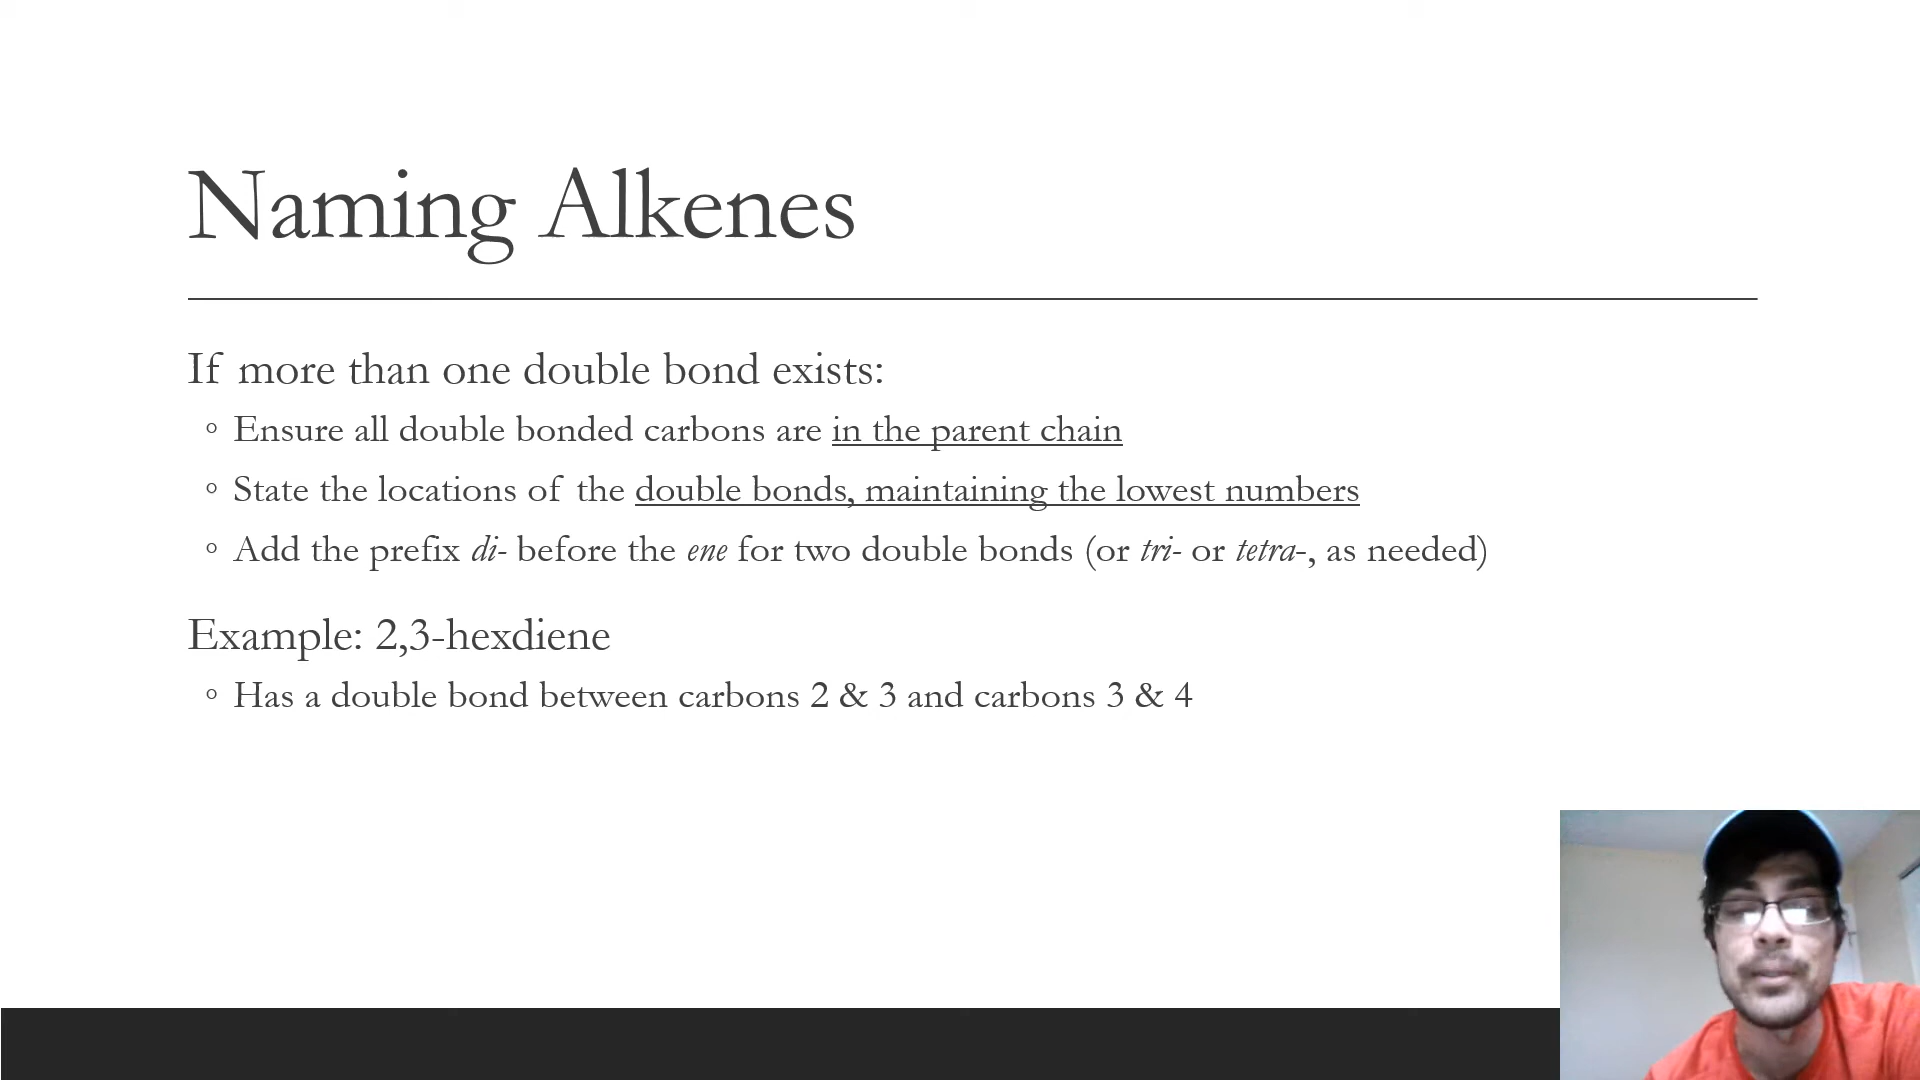 Naming Alkenes
If more than one double bond exists:
◦ Ensure all double bonded carbons are in the parent chain
◦ State the locations of the double bonds, maintaining the lowest numbers
◦ Add the prefix di- before the ene for two double bonds (or tri- or tetra-, as needed)
Example: 2,3-hexdiene
◦ Has a double bond between carbons 2 & 3 and carbons 3 & 4